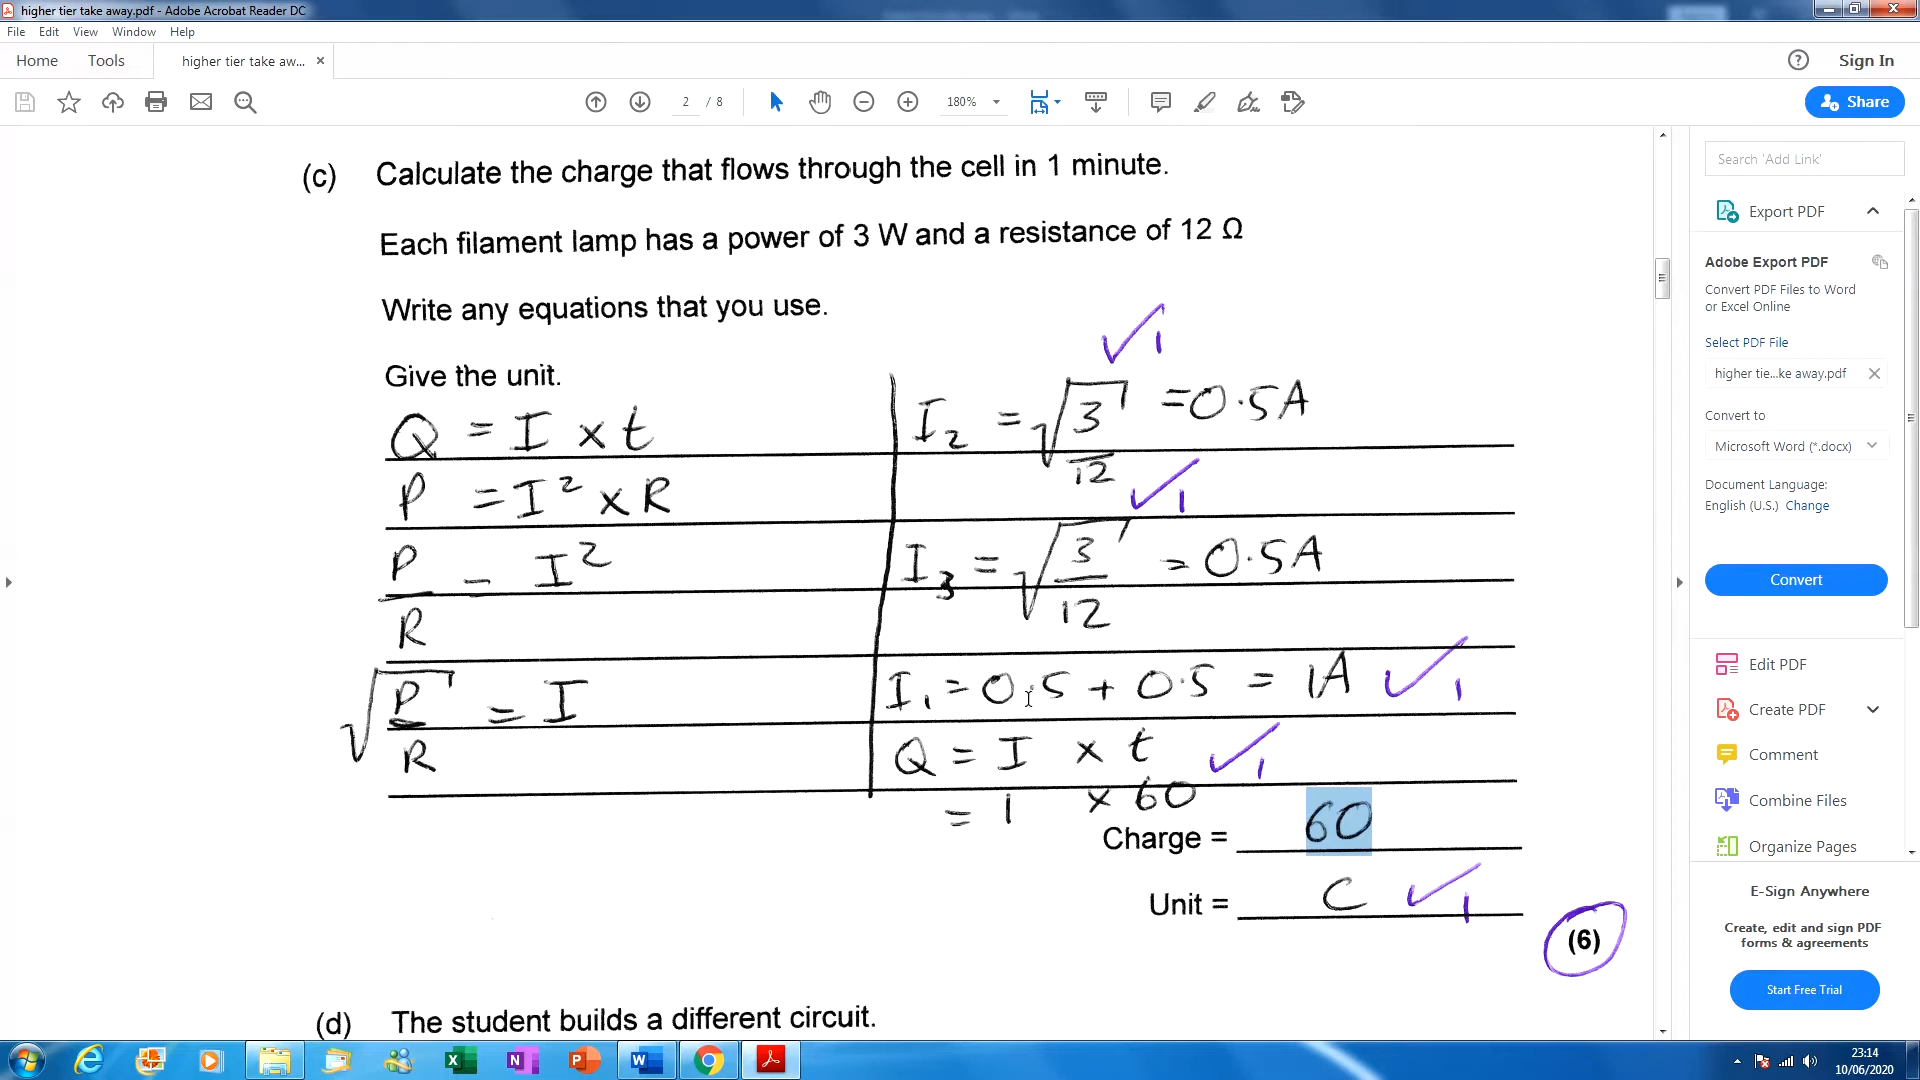 higher tier take away.pdf - Adobe Acrobat Reader DC
File Edit View Window Help
Home Tools higher tier take aw... × Sign In
2 / 8 180% Share
(c) Calculate the charge that flows through the cell in 1 minute.
Each filament lamp has a power of 3 W and a resistance of 12 Ω
Write any equations that you use.
Give the unit.
Q = I x t
P = I² x R
P/R = I²
√P/R = I
✓1
I₂ = √3/12 = 0.5A
✓1
I₃ = √3/12 = 0.5A
I₁ = 0.5 + 0.5 = 1A ✓1
Q = I x t ✓1
= 1 x 60
Charge = 60
Unit = C ✓1
(6)
(d) The student builds a different circuit.
Search 'Add Link'
Export PDF
Adobe Export PDF
Convert PDF Files to Word
or Excel Online
Select PDF File
higher tie...ke away.pdf
Convert to
Microsoft Word (*.docx)
Document Language:
English (U.S.) Change
Convert
Edit PDF
Create PDF
Comment
Combine Files
Organize Pages
E-Sign Anywhere
Create, edit and sign PDF
forms & agreements
Start Free Trial
23:14
10/06/2020